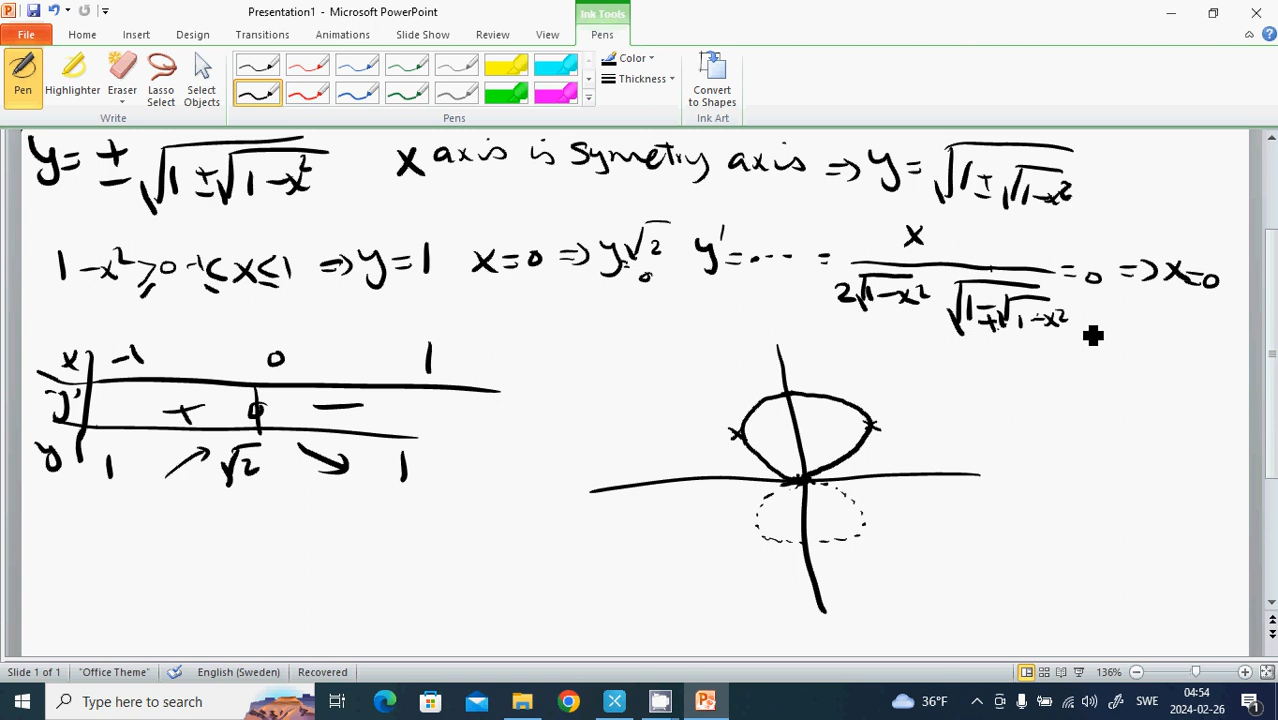 Presentation1 - Microsoft PowerPoint
Ink Tools
File Home Insert Design Transitions Animations Slide Show Review View Pens
Pen Highlighter Eraser Lasso Select Select Objects
Color
Thickness
Convert to Shapes
Write Pens Ink Art
y = ± √(1 ± √(1-x²)) x axis is Symetry axis => y = √(1 ± √(1-x²))
1-x² ≥ 0 -1 ≤ x ≤ 1 => y = 1 x = 0 => y = √2 0 y' = .... = x / (2√(1-x²) √(1 ± √(1-x²))) = 0 => x = 0
x -1 0 1
y' + 0 -
y 1 ↗ √2 ↘ 1
Slide 1 of 1 "Office Theme" English (Sweden) Recovered 136%
Type here to search 36°F SWE 04:54
2024-02-26